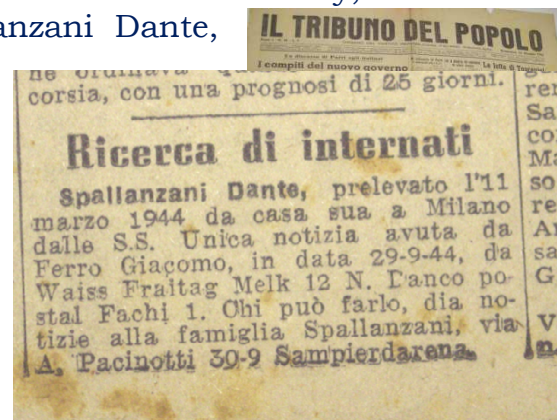 anzani Dante,
IL TRIBUNO DEL POPOLO
I compiti del nuovo governo
corsia, con una prognosi di 25 giorni.
Ricerca di internati
Spallanzani Dante, prelevato l'11
marzo 1944 da casa sua a Milano
dalle S.S. Unica notizia avuta da
Ferro Giacomo, in data 29-9-44, da
Waiss Fraitag Melk 12 N. Danco po-
stal Fachi 1. Chi può farlo, dia no-
tizie alla famiglia Spallanzani, via
A. Pacinotti 30-9 Sampierdarena.